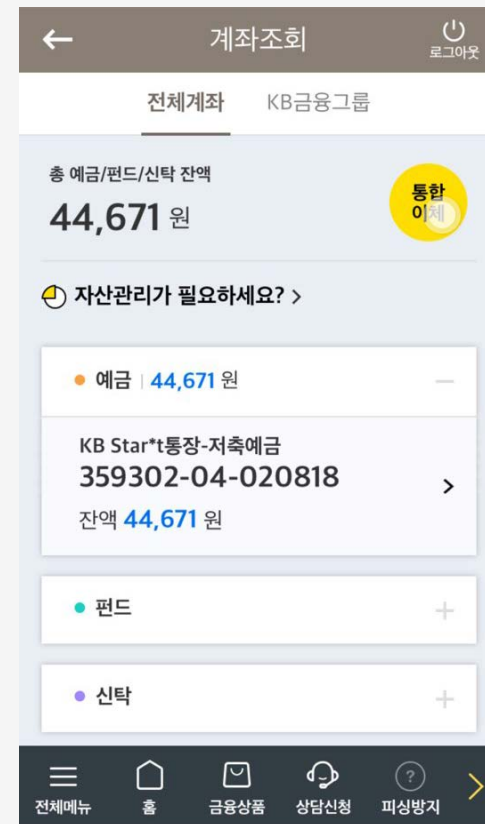 계좌조회
로그아웃
전체계좌 KB금융그룹
총 예금/펀드/신탁 잔액
44,671 원
통합
이체
자산관리가 필요하세요? >
예금 | 44,671 원
KB Star*t통장-저축예금
359302-04-020818
잔액 44,671 원
펀드
신탁
전체메뉴 홈 금융상품 상담신청 피싱방지